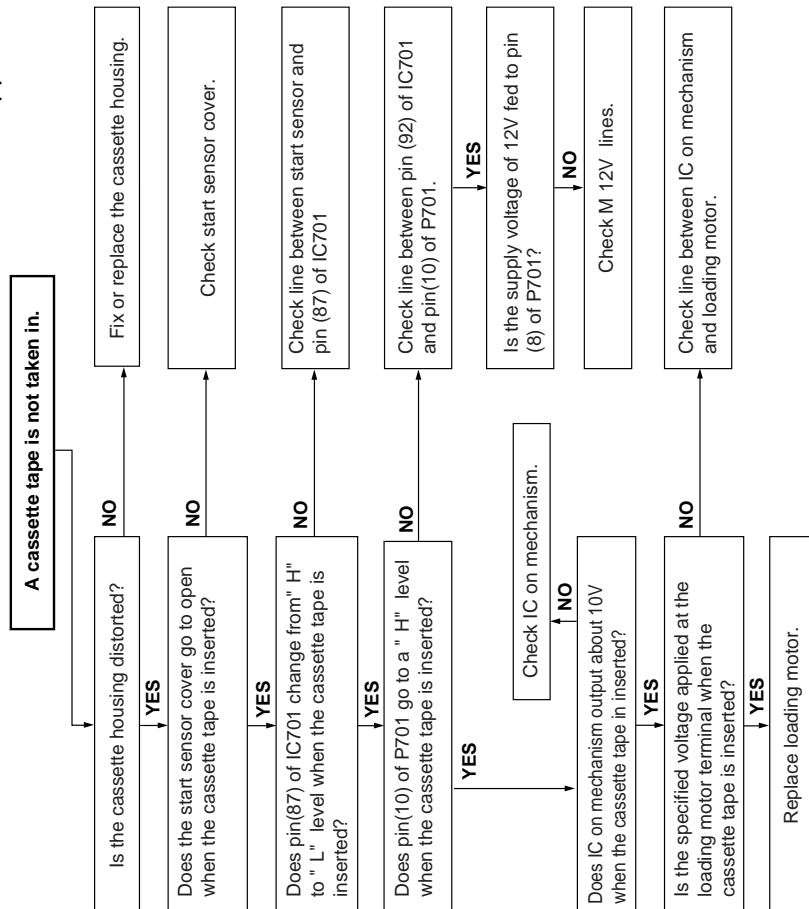 A cassette tape is not taken in.
Is the cassette housing distorted?
NO
Fix or replace the cassette housing.
YES
Does the start sensor cover go to open
when the cassette tape is inserted?
NO
Check start sensor cover.
YES
Does pin(87) of IC701 change from" H"
to " L"  level when the cassette tape is
inserted?
NO
Check line between start sensor and
pin (87) of IC701
YES
Does pin(10) of P701 go to a " H"  level
when the cassette tape is inserted?
NO
Check line between pin (92) of IC701
and pin(10) of P701.
YES
Is the supply voltage of 12V fed to pin
(8) of P701?
NO
Check M 12V  lines.
YES
Does IC on mechanism output about 10V
when the cassette tape in inserted?
NO
Check IC on mechanism.
YES
Is the specified voltage applied at the
loading motor terminal when the
cassette tape is inserted?
NO
Check line between IC on mechanism
and loading motor.
YES
Replace loading motor.